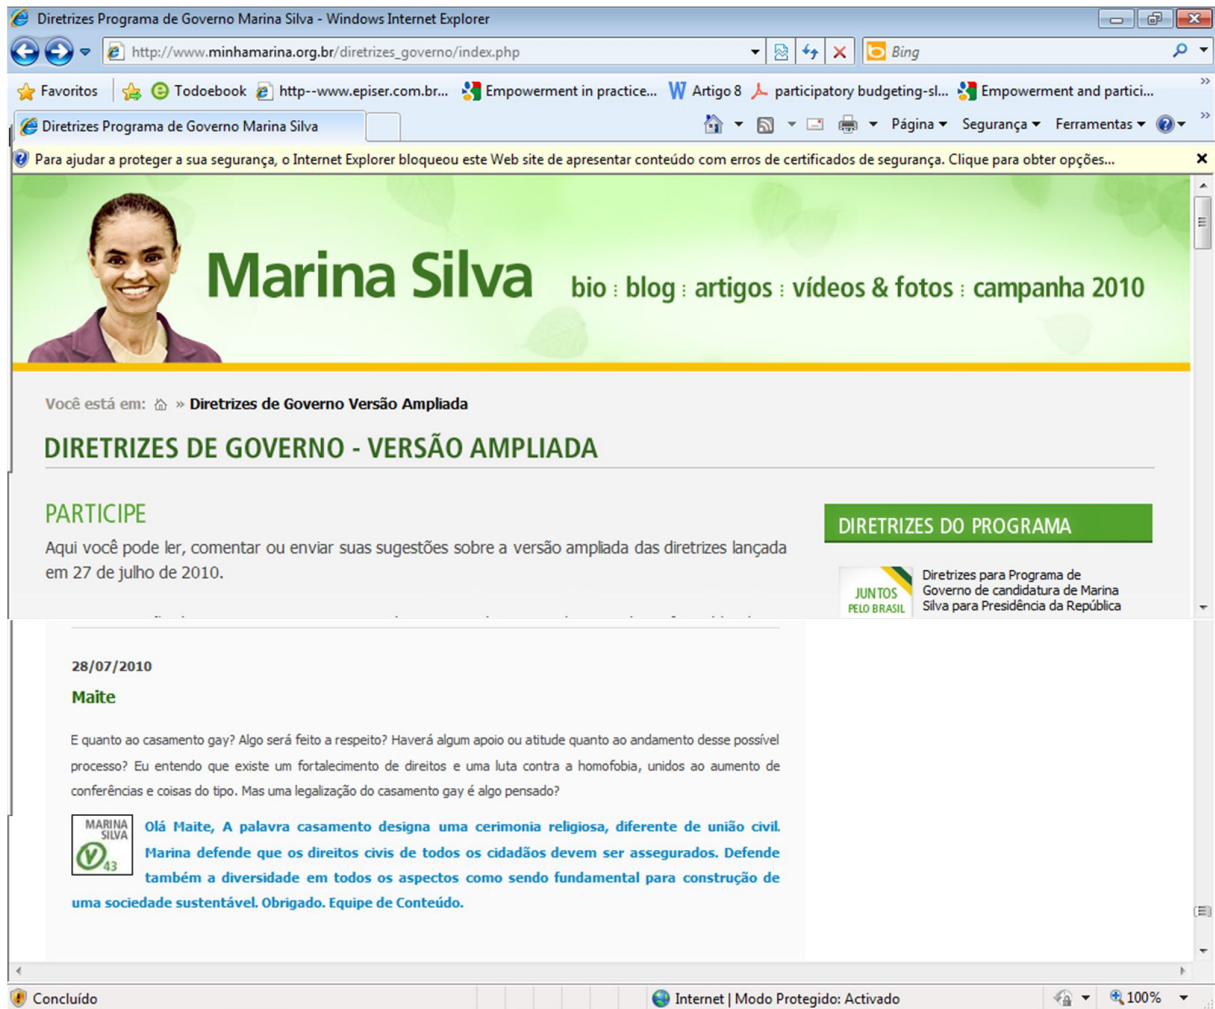 Diretrizes Programa de Governo Marina Silva - Windows Internet Explorer
http://www.minhamarina.org.br/diretrizes_governo/index.php
Bing
Favoritos Todoebook http--www.episer.com.br... Empowerment in practice... Artigo 8 participatory budgeting-sl... Empowerment and partici...
Diretrizes Programa de Governo Marina Silva
Página Segurança Ferramentas
Para ajudar a proteger a sua segurança, o Internet Explorer bloqueou este Web site de apresentar conteúdo com erros de certificados de segurança. Clique para obter opções...
Marina Silva
bio : blog : artigos : vídeos & fotos : campanha 2010
Você está em: » Diretrizes de Governo Versão Ampliada
DIRETRIZES DE GOVERNO - VERSÃO AMPLIADA
PARTICIPE
Aqui você pode ler, comentar ou enviar suas sugestões sobre a versão ampliada das diretrizes lançada
em 27 de julho de 2010.
DIRETRIZES DO PROGRAMA
JUNTOS
PELO BRASIL
Diretrizes para Programa de
Governo de candidatura de Marina
Silva para Presidência da República
28/07/2010
Maite
E quanto ao casamento gay? Algo será feito a respeito? Haverá algum apoio ou atitude quanto ao andamento desse possível
processo? Eu entendo que existe um fortalecimento de direitos e uma luta contra a homofobia, unidos ao aumento de
conferências e coisas do tipo. Mas uma legalização do casamento gay é algo pensado?
MARINA
SILVA
V
43
Olá Maite, A palavra casamento designa uma cerimonia religiosa, diferente de união civil.
Marina defende que os direitos civis de todos os cidadãos devem ser assegurados. Defende
também a diversidade em todos os aspectos como sendo fundamental para construção de
uma sociedade sustentável. Obrigado. Equipe de Conteúdo.
Concluído
Internet | Modo Protegido: Activado
100%